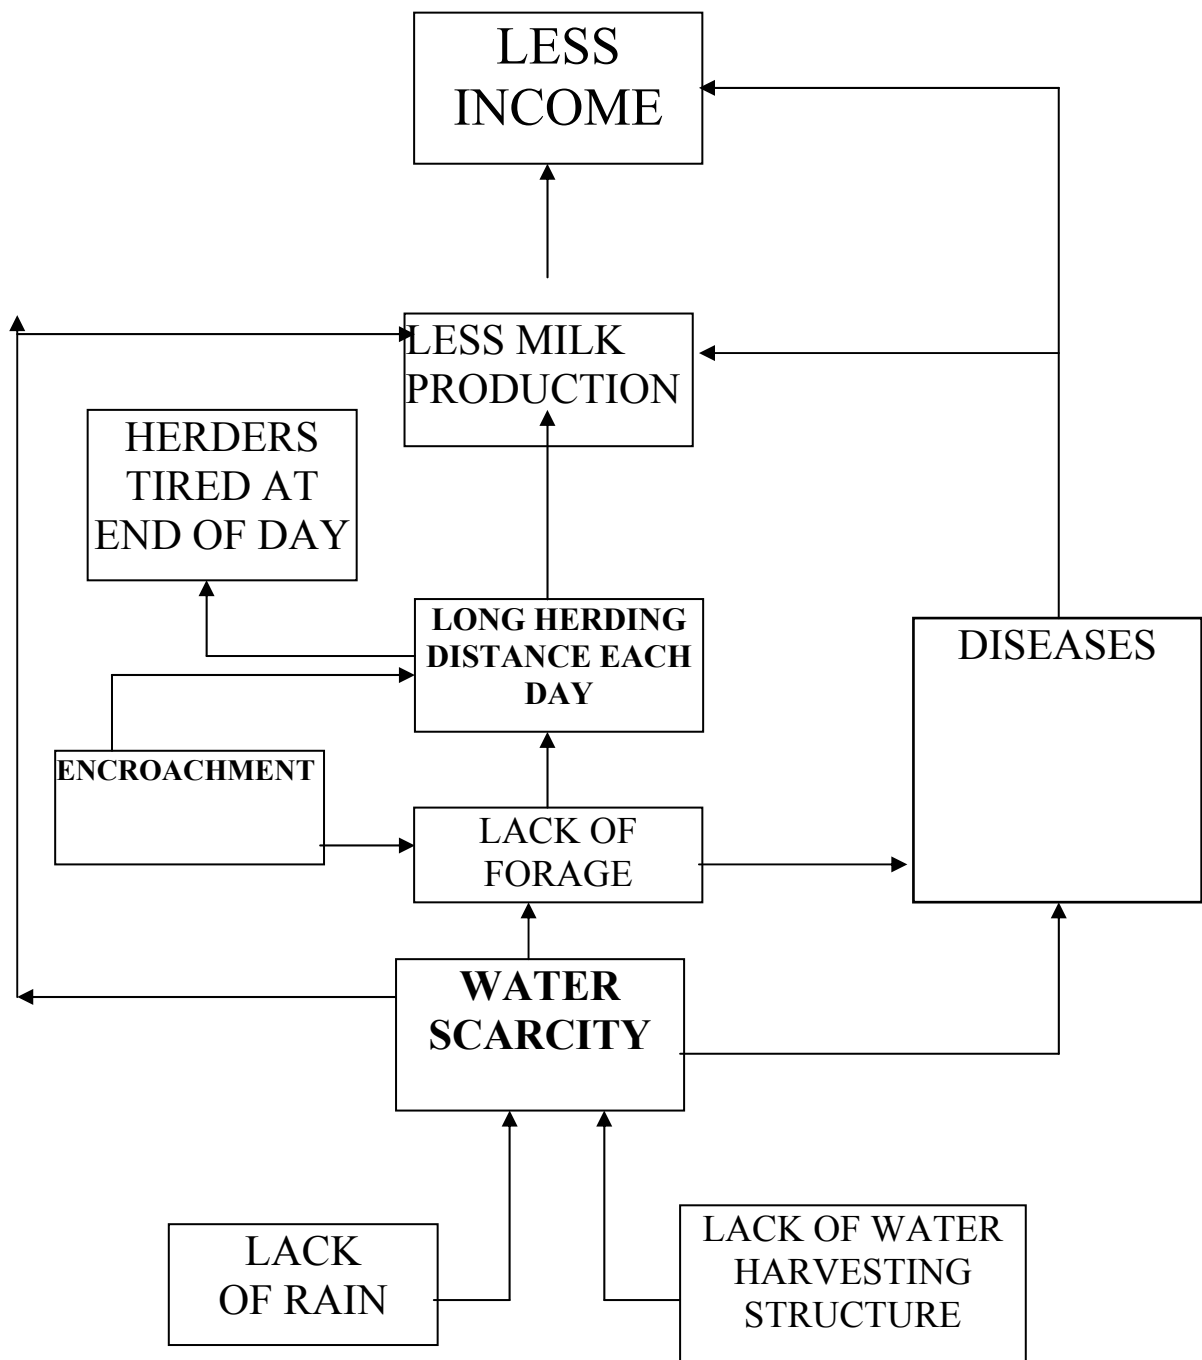 LESS
INCOME
LESS MILK
PRODUCTION
HERDERS
TIRED AT
END OF DAY
LONG HERDING
DISTANCE EACH
DAY
DISEASES
ENCROACHMENT
LACK OF
FORAGE
WATER
SCARCITY
LACK
OF RAIN
LACK OF WATER
HARVESTING
STRUCTURE